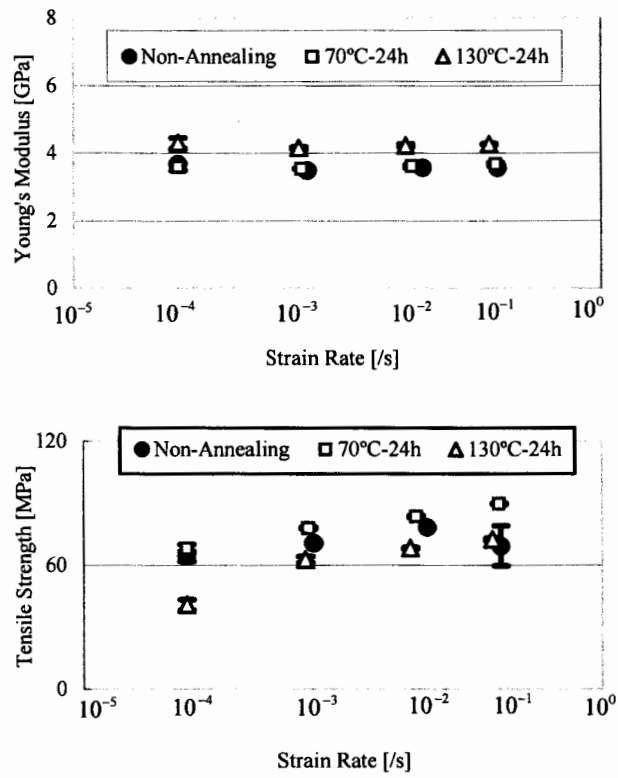 8
Non-Annealing 70ºC-24h 130ºC-24h
6
Young's Modulus [GPa]
4
2
0
10⁻⁵ 10⁻⁴ 10⁻³ 10⁻² 10⁻¹ 10⁰
Strain Rate [/s]
120
Non-Annealing 70ºC-24h 130ºC-24h
Tensile Strength [MPa]
60
0
10⁻⁵ 10⁻⁴ 10⁻³ 10⁻² 10⁻¹ 10⁰
Strain Rate [/s]